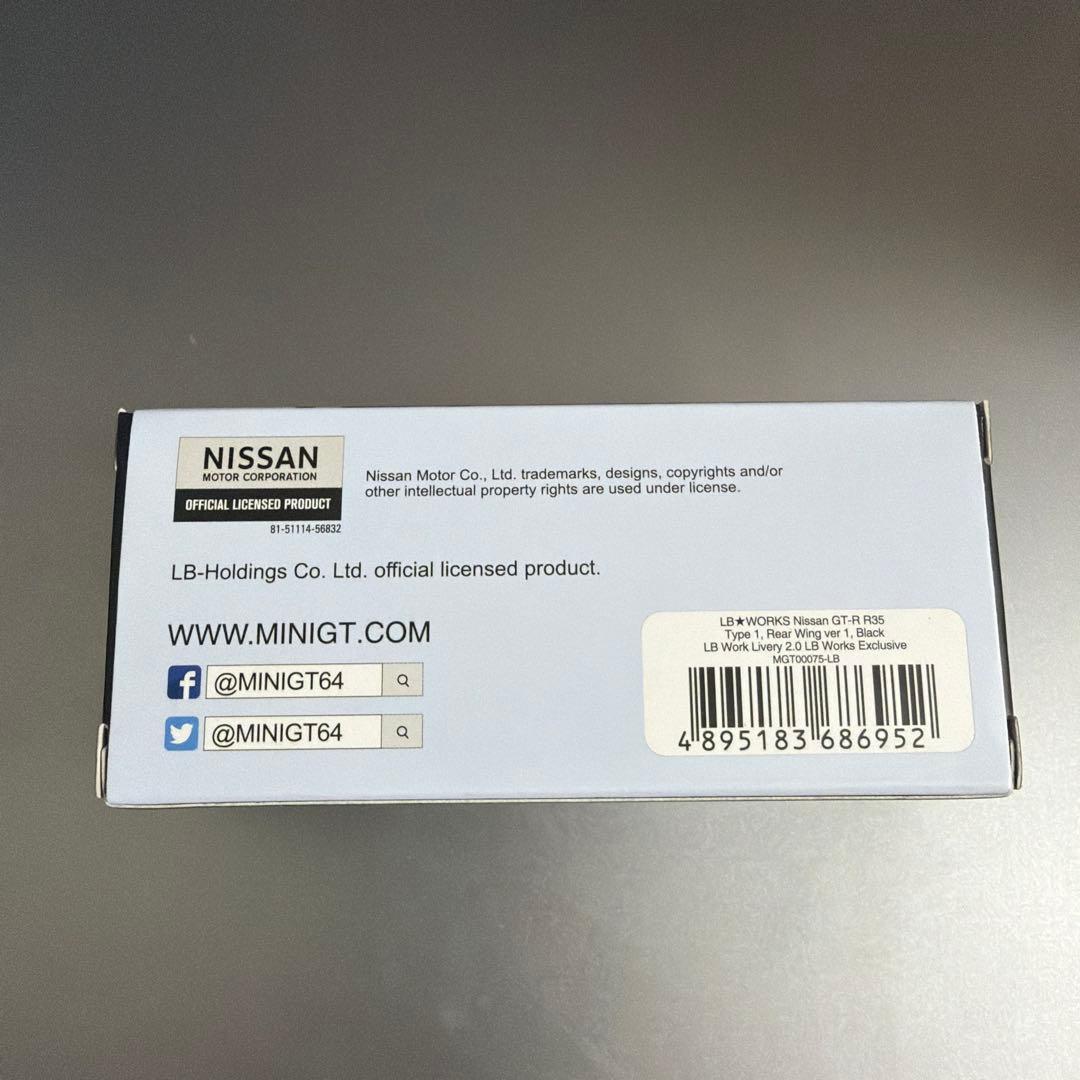 NISSAN
MOTOR CORPORATION
OFFICIAL LICENSED PRODUCT
81-51114-56832
Nissan Motor Co., Ltd. trademarks, designs, copyrights and/or
other intellectual property rights are used under license.
LB-Holdings Co. Ltd. official licensed product.
WWW.MINIGT.COM
@MINIGT64
@MINIGT64
LB★WORKS Nissan GT-R R35
Type 1, Rear Wing ver 1, Black
LB Work Livery 2.0 LB Works Exclusive
MGT00075-LB
4 895183 686952